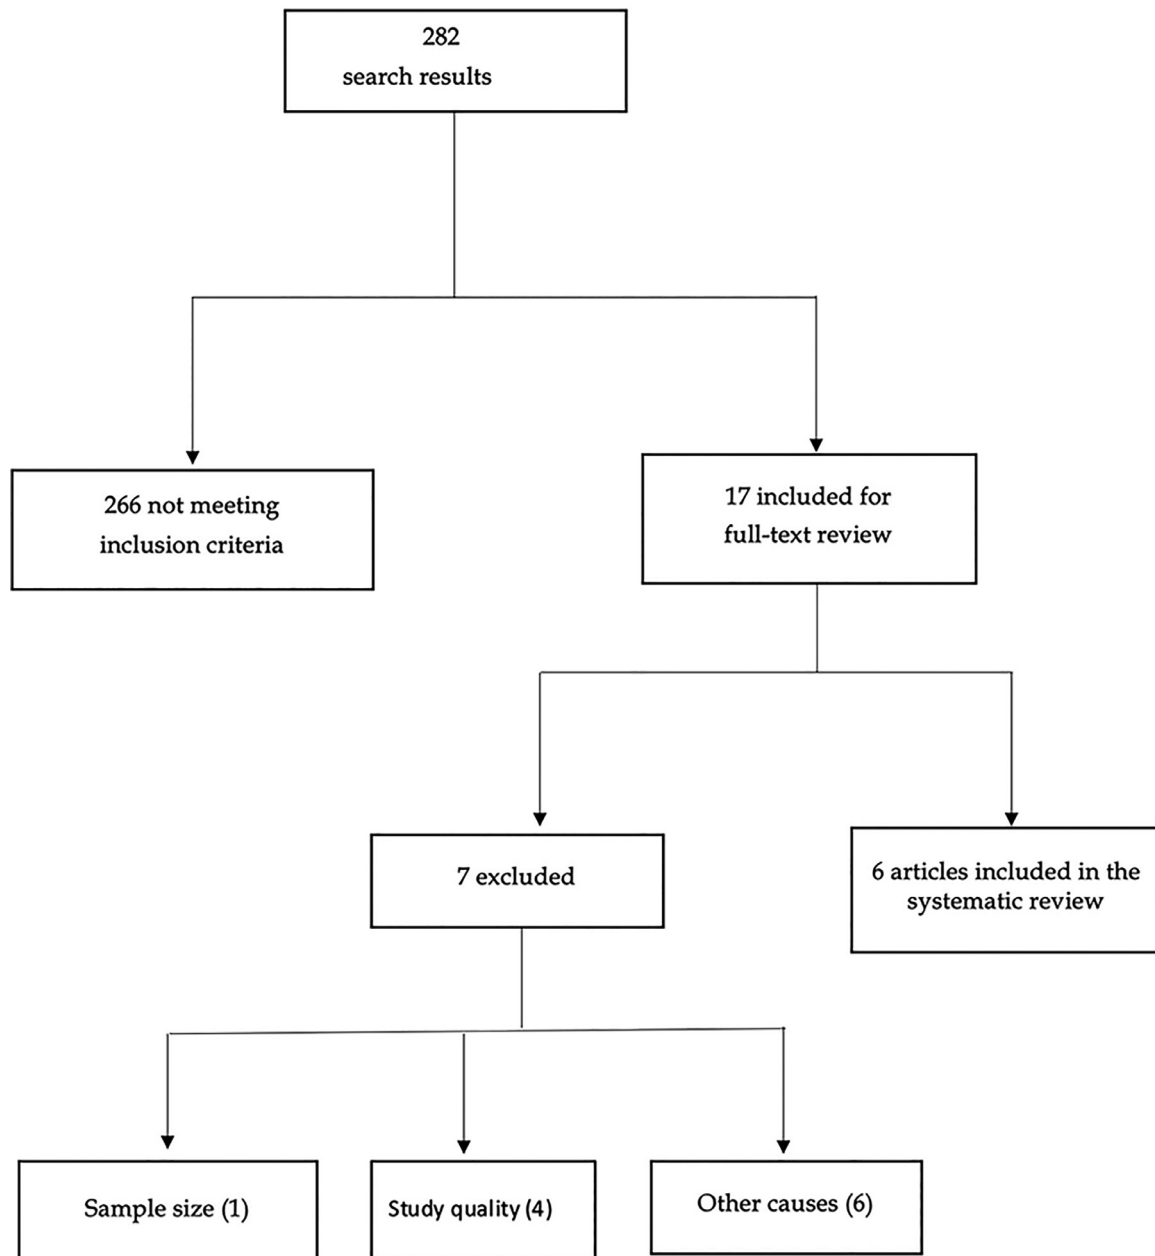 282
search results
266 not meeting
inclusion criteria
17 included for
full-text review
7 excluded
6 articles included in the
systematic review
Sample size (1)
Study quality (4)
Other causes (6)